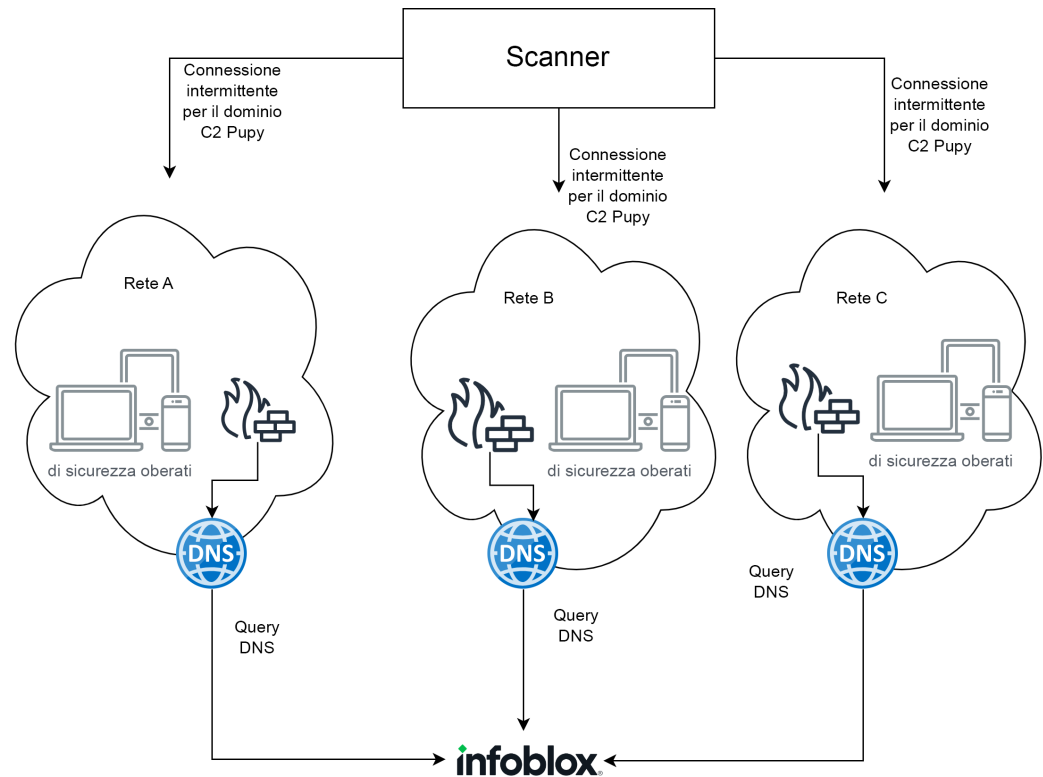 Scanner
Connessione
intermittente
per il dominio
C2 Pupy
Connessione
intermittente
per il dominio
C2 Pupy
Connessione
intermittente
per il dominio
C2 Pupy
Rete A
Rete B
Rete C
di sicurezza oberati
di sicurezza oberati
di sicurezza oberati
DNS
DNS
DNS
Query
DNS
Query
DNS
Query
DNS
infoblox